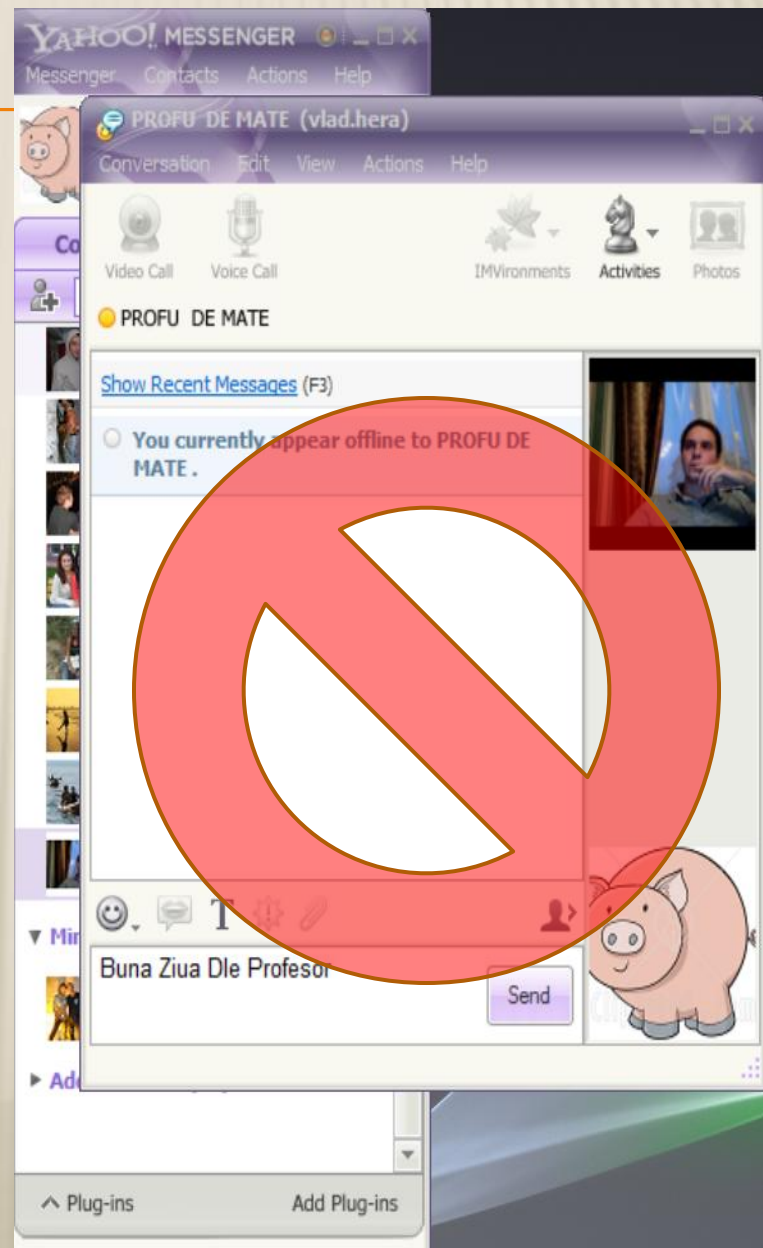 YAHOO! MESSENGER
Messenger Contacts Actions Help
PROFU DE MATE (vlad.hera)
Conversation Edit View Actions Help
Video Call Voice Call IMVironments Activities Photos
PROFU DE MATE
Show Recent Messages (F3)
You currently appear offline to PROFU DE
MATE .
Buna Ziua Dle Profesor
Send
Plug-ins Add Plug-ins